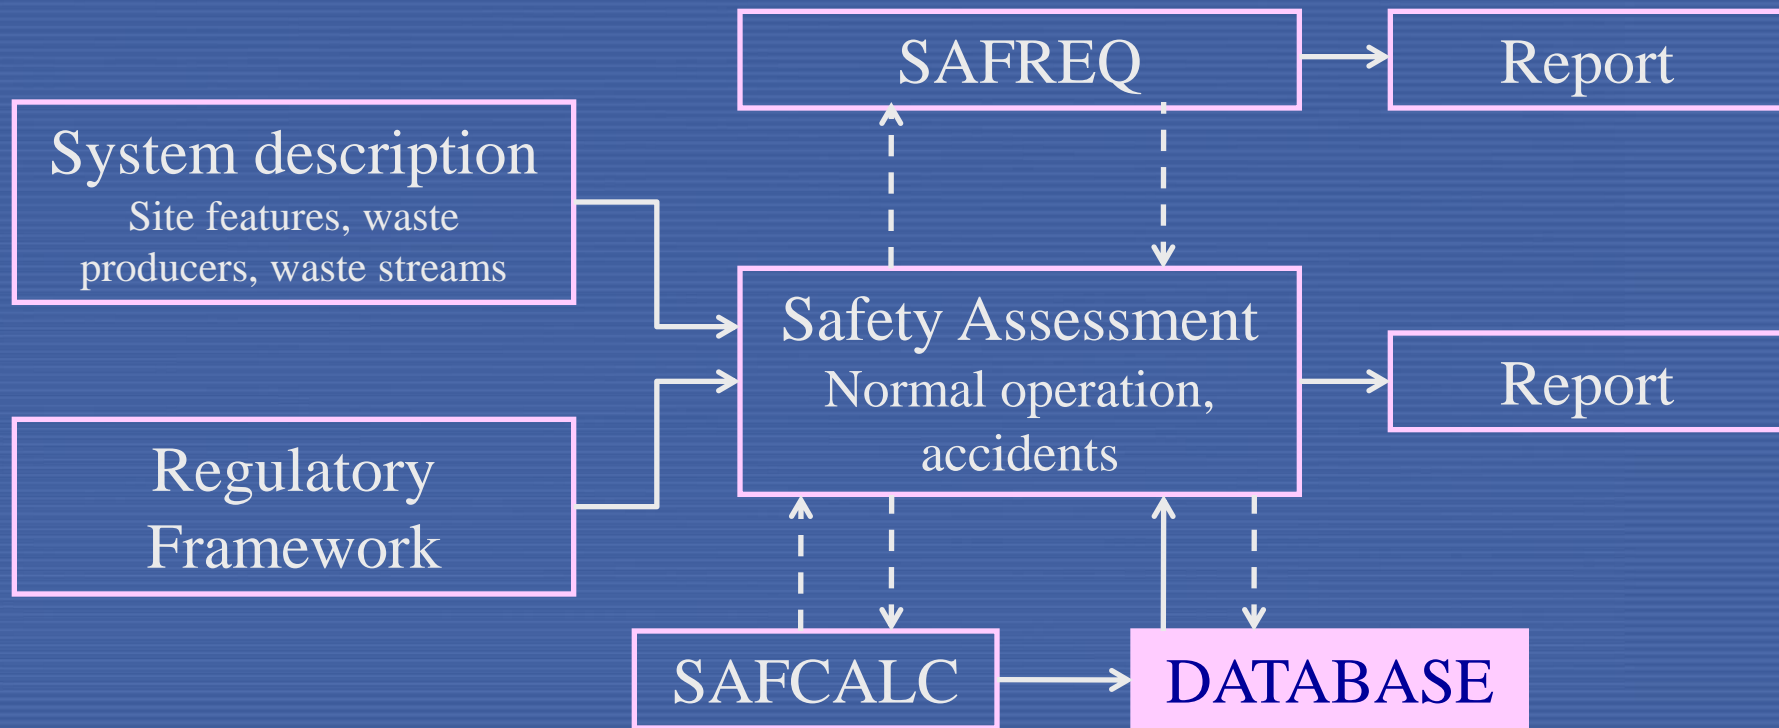 SAFREQ
Report
System description
Site features, waste
producers, waste streams
Safety Assessment
Normal operation,
accidents
Report
Regulatory
Framework
SAFCALC
DATABASE